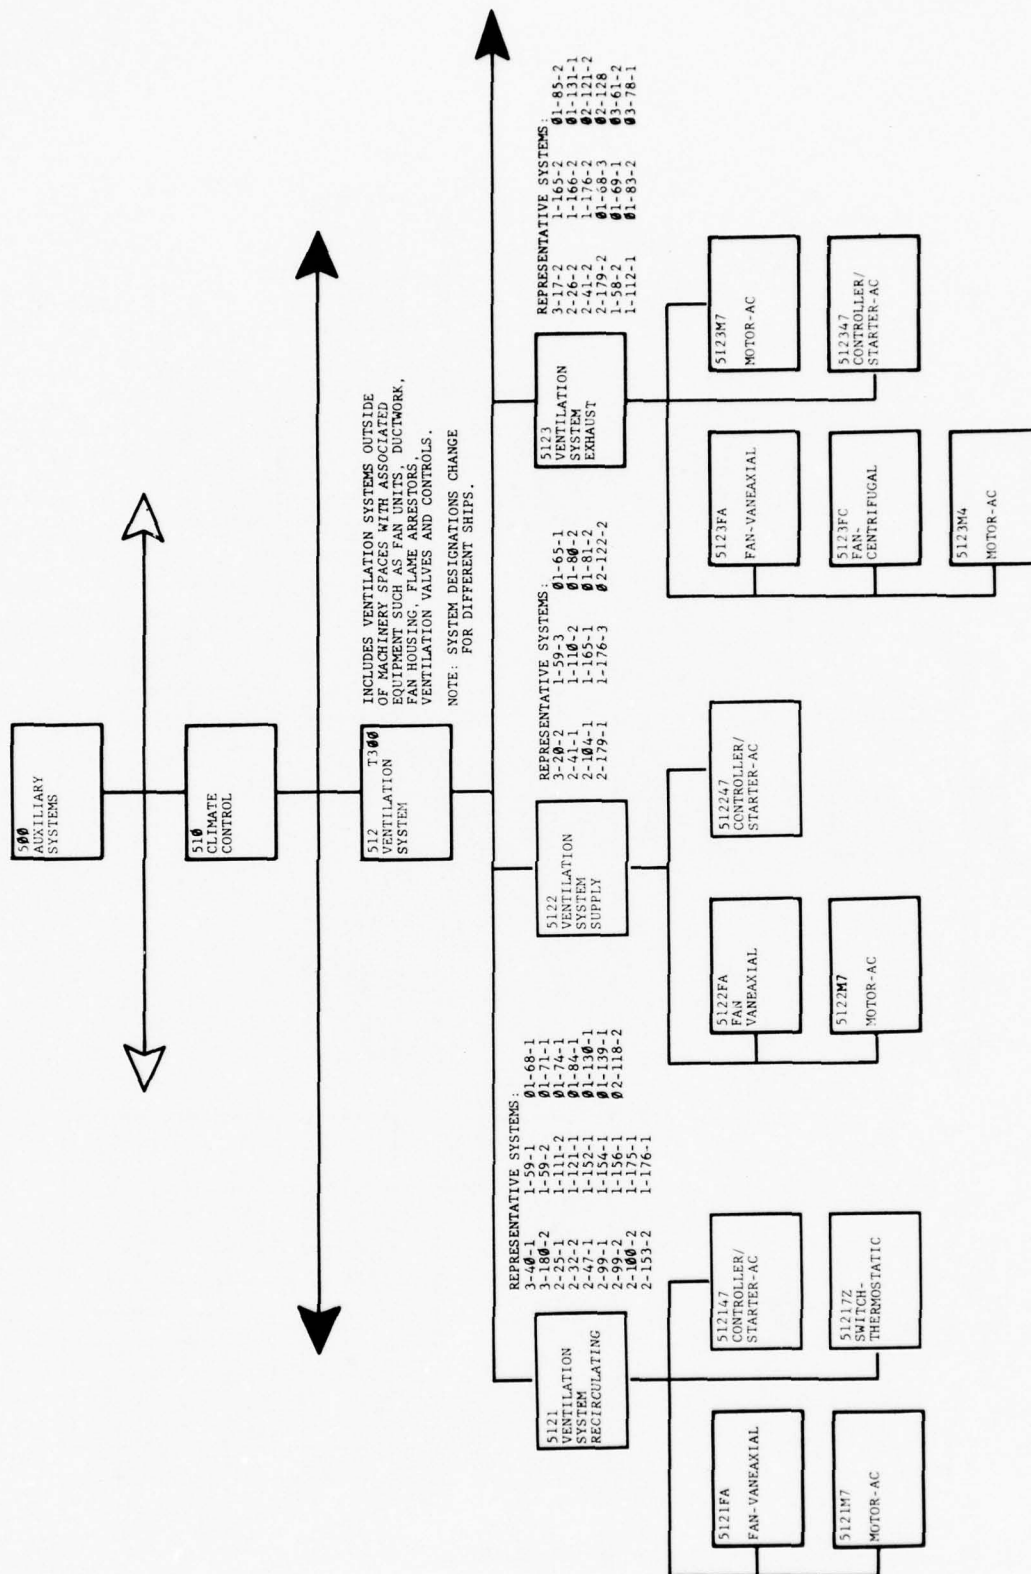 500
AUXILIARY
SYSTEMS
510
CLIMATE
CONTROL
512 T300
VENTILATION
SYSTEM
INCLUDES VENTILATION SYSTEMS OUTSIDE
OF MACHINERY SPACES WITH ASSOCIATED
EQUIPMENT SUCH AS FAN UNITS, DUCTWORK,
FAN HOUSING, FLAME ARRESTORS,
VENTILATION VALVES AND CONTROLS.
NOTE: SYSTEM DESIGNATIONS CHANGE
FOR DIFFERENT SHIPS.
5121
VENTILATION
SYSTEM
RECIRCULATING
REPRESENTATIVE SYSTEMS:
3-40-1 1-59-1 01-68-1
3-180-2 1-59-2 01-71-1
2-25-1 1-111-2 01-74-1
2-32-2 1-121-1 01-84-1
2-47-1 1-152-1 01-130-1
2-99-1 1-154-1 01-139-1
2-99-2 1-156-1 02-118-2
2-100-2 1-175-1
2-153-2 1-176-1
5121FA
FAN-VANEAXIAL
512147
CONTROLLER/
STARTER-AC
5121M7
MOTOR-AC
51217Z
SWITCH-
THERMOSTATIC
5122
VENTILATION
SYSTEM
SUPPLY
REPRESENTATIVE SYSTEMS:
3-20-2 1-59-3 01-65-1
2-41-1 1-110-2 01-80-2
2-104-1 1-165-1 01-81-2
2-179-1 1-176-3 02-122-2
5122FA
FAN
VANEAXIAL
512247
CONTROLLER/
STARTER-AC
5122M7
MOTOR-AC
5123
VENTILATION
SYSTEM
EXHAUST
REPRESENTATIVE SYSTEMS:
3-17-2 1-165-2 01-85-2
2-26-2 1-166-2 01-131-1
2-41-2 1-176-2 02-121-2
2-179-2 01-68-3 02-128
1-58-2 01-69-1 03-61-2
1-112-1 01-83-2 03-78-1
5123FA
FAN-VANEAXIAL
5123M7
MOTOR-AC
5123FC
FAN-
CENTRIFUGAL
512347
CONTROLLER/
STARTER-AC
5123M4
MOTOR-AC